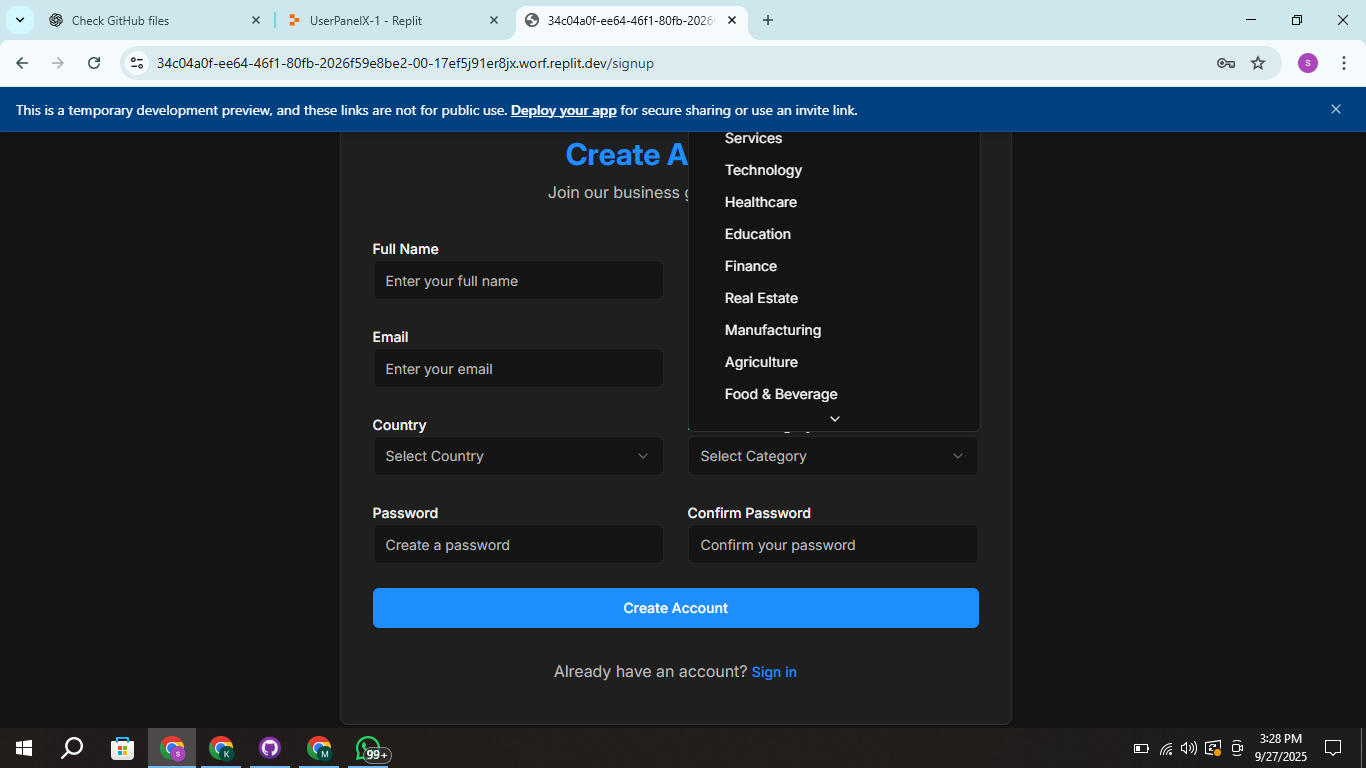 Check GitHub files
UserPanelX-1 - Replit
34c04a0f-ee64-46f1-80fb-2026
34c04a0f-ee64-46f1-80fb-2026f59e8be2-00-17ef5j91er8jx.worf.replit.dev/signup
S
This is a temporary development preview, and these links are not for public use. Deploy your app for secure sharing or use an invite link.
Create A
Join our business g
Services
Technology
Healthcare
Education
Finance
Real Estate
Manufacturing
Agriculture
Food & Beverage
Full Name
Enter your full name
Email
Enter your email
Country
Select Country
Select Category
Password
Create a password
Confirm Password
Confirm your password
Create Account
Already have an account? Sign in
S
K
M
99+
3:28 PM
9/27/2025